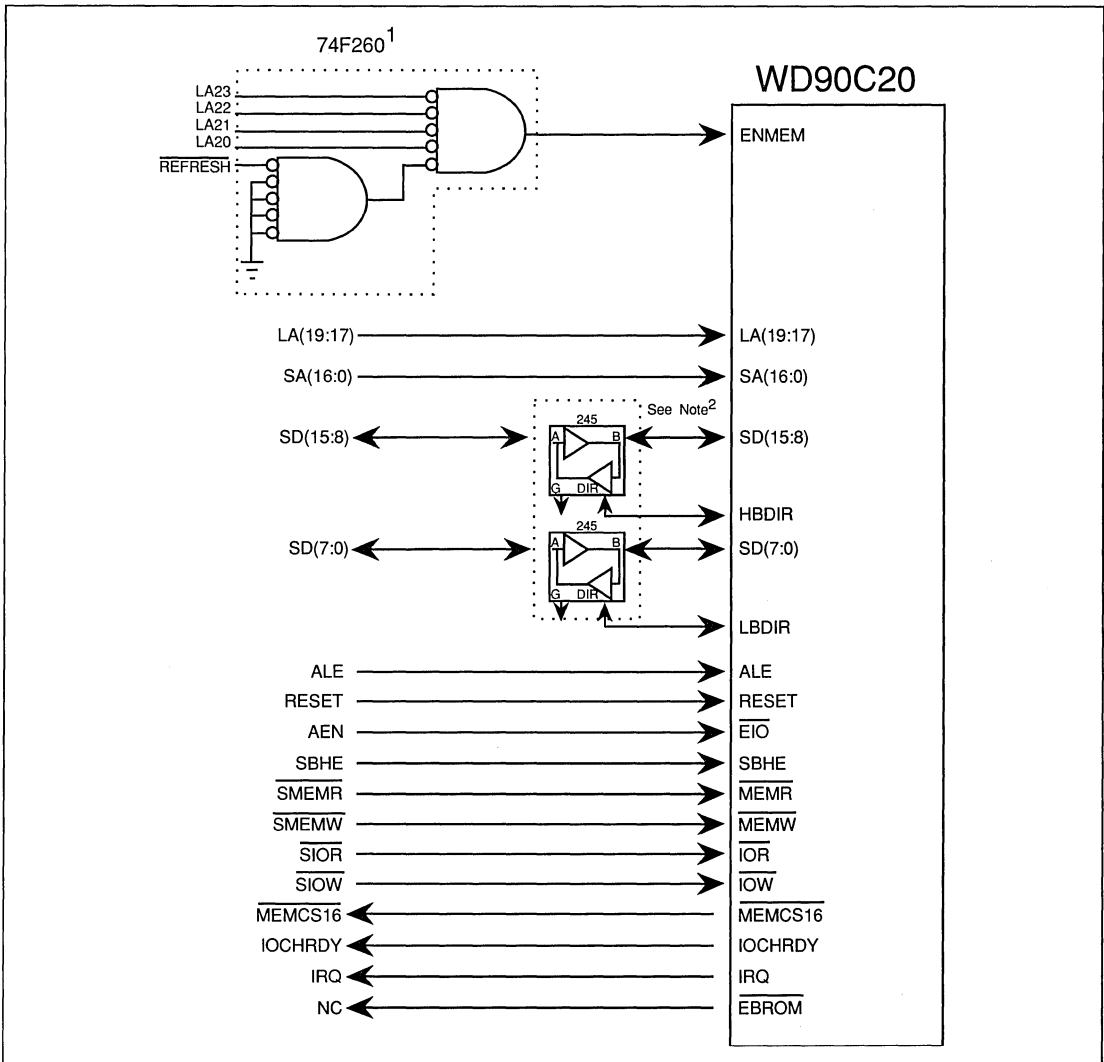 74F260¹
WD90C20
LA23
LA22
LA21
LA20
REFRESH
ENMEM
LA(19:17) LA(19:17)
SA(16:0) SA(16:0)
See Note²
245
SD(15:8) A B SD(15:8)
G DIR
HBDIR
245
SD(7:0) A B SD(7:0)
G DIR
LBDIR
ALE ALE
RESET RESET
AEN EIO
SBHE SBHE
SMEMR MEMR
SMEMW MEMW
SIOR IOR
SIOW IOW
MEMCS16 MEMCS16
IOCHRDY IOCHRDY
IRQ IRQ
NC EBROM